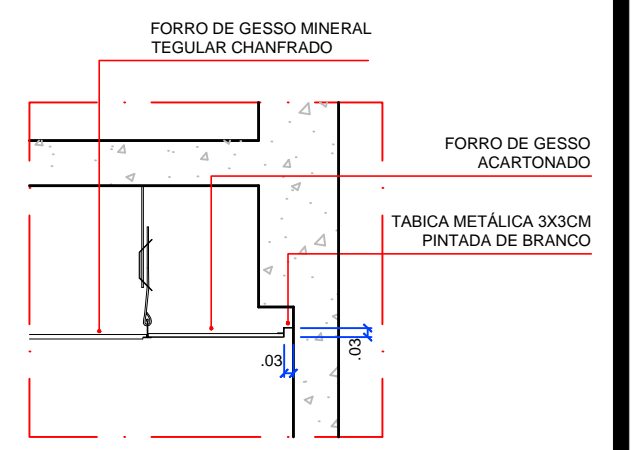 FORRO DE GESSO MINERAL
TEGULAR CHANFRADO
FORRO DE GESSO
ACARTONADO
TABICA METÁLICA 3X3CM
PINTADA DE BRANCO
.03
.03